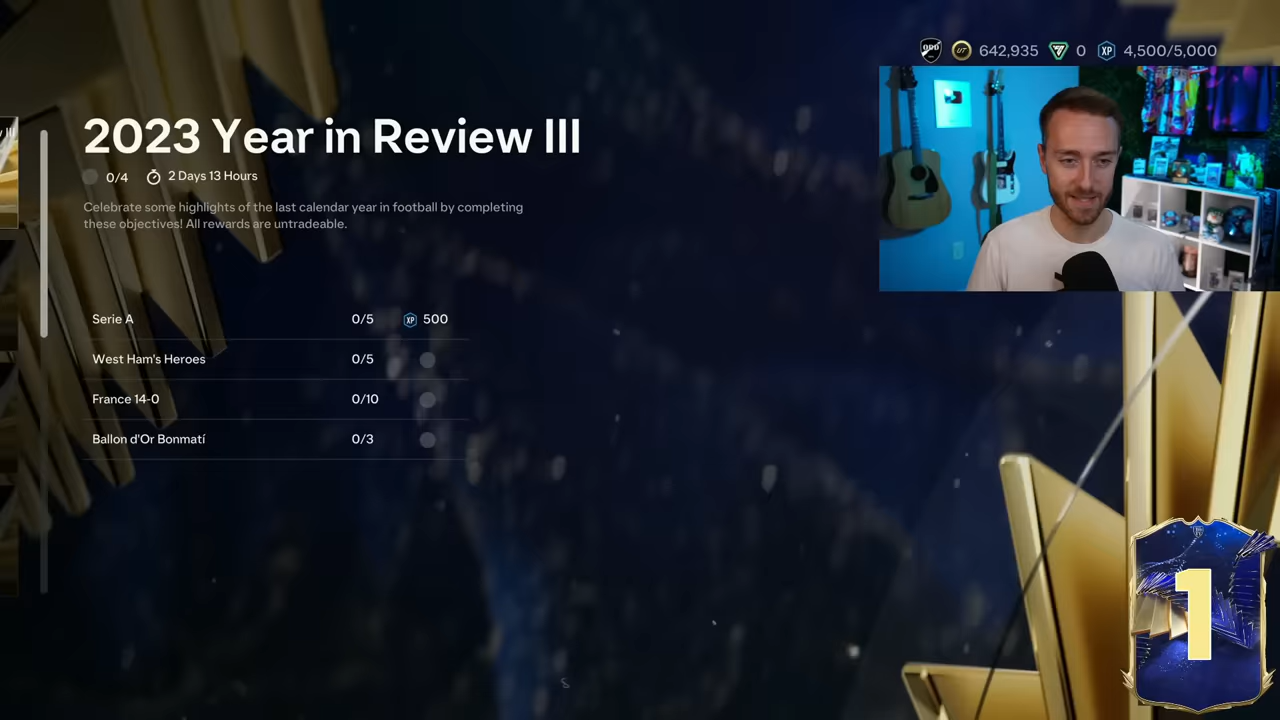 642,935 0 XP 4,500/5,000
2023 Year in Review III
0/4 2 Days 13 Hours
Celebrate some highlights of the last calendar year in football by completing
these objectives! All rewards are untradeable.
Serie A 0/5 XP 500
West Ham's Heroes 0/5
France 14-0 0/10
Ballon d'Or Bonmatí 0/3
1